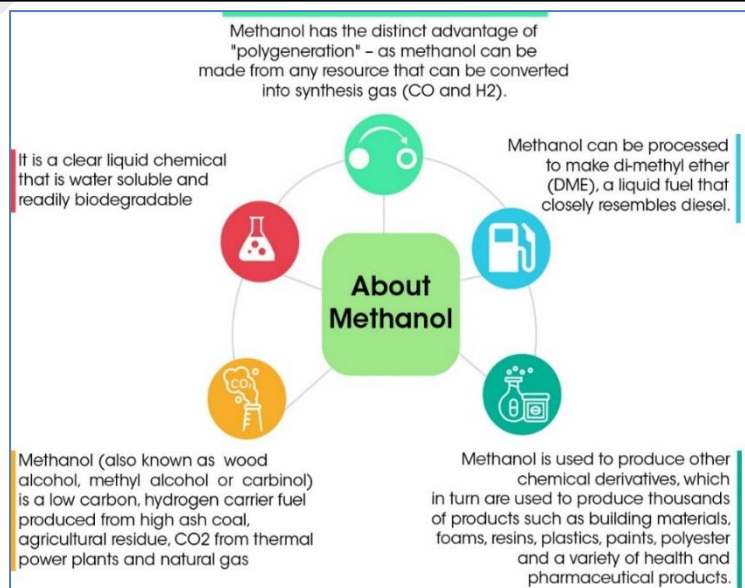 Methanol has the distinct advantage of
"polygeneration" – as methanol can be
made from any resource that can be converted
into synthesis gas (CO and H2).
It is a clear liquid chemical
that is water soluble and
readily biodegradable
Methanol can be processed
to make di-methyl ether
(DME), a liquid fuel that
closely resembles diesel.
About
Methanol
CO2
Methanol (also known as wood
alcohol, methyl alcohol or carbinol)
is a low carbon, hydrogen carrier fuel
produced from high ash coal,
agricultural residue, CO2 from thermal
power plants and natural gas
Methanol is used to produce other
chemical derivatives, which
in turn are used to produce thousands
of products such as building materials,
foams, resins, plastics, paints, polyester
and a variety of health and
pharmaceutical products.